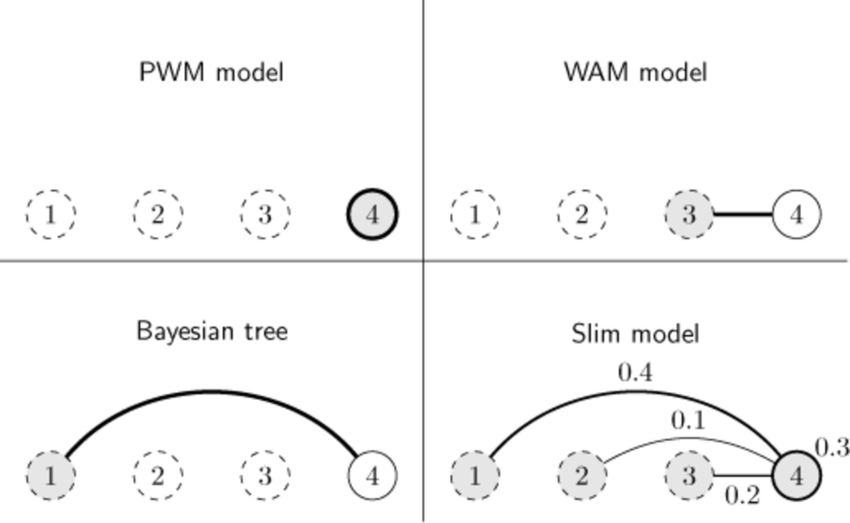 PWM model
1 2 3 4
WAM model
1 2 3 4
Bayesian tree
1 2 3 4
Slim model
0.4
0.1
0.3
1 2 3 4
0.2